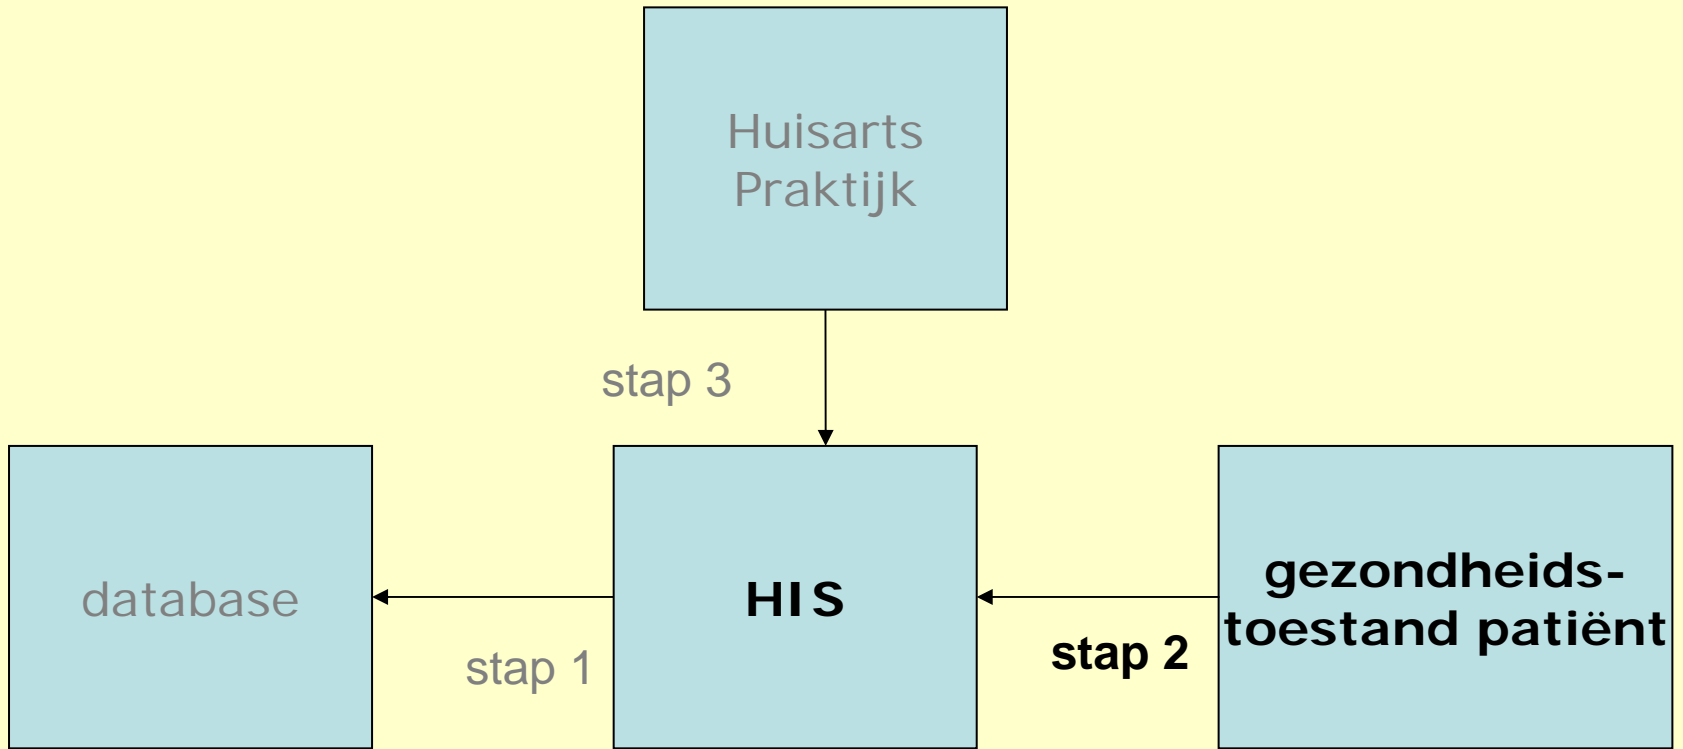 Huisarts
Praktijk
stap 3
database
HIS
gezondheids-
toestand patiënt
stap 1
stap 2